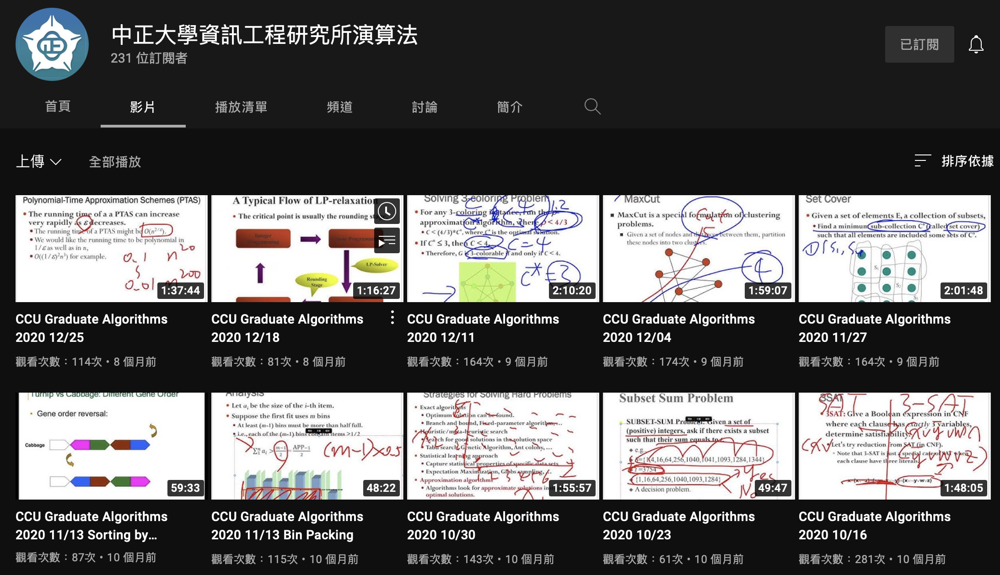 中正大學資訊工程研究所演算法
231 位訂閱者
已訂閱
首頁
影片
播放清單
頻道
討論
簡介
上傳
全部播放
排序依據
Polynomial-Time Approximation Schemes (PTAS)
• The running time of a a PTAS can increase
very rapidly as ε decreases.
• The running time of a PTAS might be O(n^{2/ε}).
• We would like the running time to be polynomial in
1/ε as well as in n,
• O((1/ε)²n³) for example.
0.1 n^20
0.01 n^200
1:37:44
CCU Graduate Algorithms
2020 12/25
觀看次數：114次・8 個月前
A Typical Flow of LP-relaxation
• The critical point is usually the rounding
Integer
Programming
Programming
LP-Solver
Rounding
Stage
1:16:27
CCU Graduate Algorithms
2020 12/18
觀看次數：81次・8 個月前
Solving 3-coloring Problem
• For any 3-coloring instance, run the ρ-
approximation algorithm, where ρ < 4/3
• C < (4/3)*C*, where C* is the optimal solution.
• If C* ≤ 3, then C < 4.
• Therefore, G is 3-colorable if and only if C < 4.
C=4
C*=3
2:10:20
CCU Graduate Algorithms
2020 12/11
觀看次數：164次・9 個月前
MaxCut
■ MaxCut is a special formulation of clustering
problems.
■ Given a set of nodes and distances between them, partition
these nodes into two clusters.
Cut
15
4
1:59:07
CCU Graduate Algorithms
2020 12/04
觀看次數：174次・9 個月前
Set Cover
• Given a set of elements E, a collection of subsets,
• Find a minimum sub-collection C' (called set cover)
such that all elements are included some sets of C'.
S₁
S₂
S₅
2:01:48
CCU Graduate Algorithms
2020 11/27
觀看次數：164次・9 個月前
Turnip vs Cabbage: Different Gene Order
• Gene order reversal:
Cabbage
59:33
CCU Graduate Algorithms
2020 11/13 Sorting by...
觀看次數：87次・10 個月前
Analysis
• Let aᵢ be the size of the i-th item.
• Suppose the first fit uses m bins
• At least (m-1) bins must be more than half full.
• i.e., each of the (m-1) bins contain items >1/2
∑₁ⁿ aᵢ > (m−1)/2 = (APP−1)/2
(m-1)×0.5
48:22
CCU Graduate Algorithms
2020 11/13 Bin Packing
觀看次數：115次・10 個月前
Strategies for Solving Hard Problems
• Exact algorithms
• Optimum solution can be found.
• Branch and bound, Fixed-parameter algorithm,...
• Heuristic/meta-heuristic search
• Search for good solutions in the solution space
• Tabu search, Genetic Algorithm, Ant colohy, ...
• Statistical learning approach
• Capture statistical properties of specific data sets
• Expectation Maximization, Gibbs sampling, ...
• Approximation algorithms
• Algorithms look for approximate solutions
optimal solutions.
1:55:57
CCU Graduate Algorithms
2020 10/30
觀看次數：143次・10 個月前
Subset Sum Problem
SUBSET-SUM Problem: Given a set of
(positive) integers, ask if there exists a subset
such that their sum equals to t.
◆ e.g.,
S={1,4,16,64,256,1040,1041,1093,1284,1344}
t =3754
{1,16,64,256,1040,1093,1284}
◆ A decision problem.
Yes
No
49:47
CCU Graduate Algorithms
2020 10/23
觀看次數：61次・10 個月前
3SAT
SAT 3-SAT
• 3SAT: Give a Boolean expression in CNF
where each clause has exactly 3 variables,
determine satisfiability.
• Let's try reduction from SAT (in CNF).
Note that 3-SAT is just a special case of SAT when
each clause have three literals.
1:48:05
CCU Graduate Algorithms
2020 10/16
觀看次數：281次・10 個月前